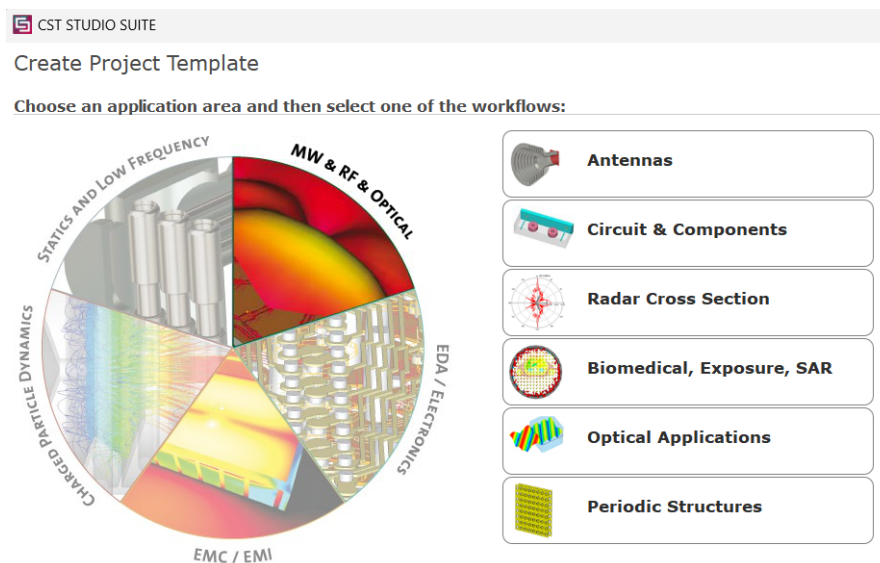 CST STUDIO SUITE
Create Project Template
Choose an application area and then select one of the workflows:
STATICS AND LOW FREQUENCY
MW & RF & OPTICAL
EDA / ELECTRONICS
EMC / EMI
CHARGED PARTICLE DYNAMICS
Antennas
Circuit & Components
Radar Cross Section
Biomedical, Exposure, SAR
Optical Applications
Periodic Structures